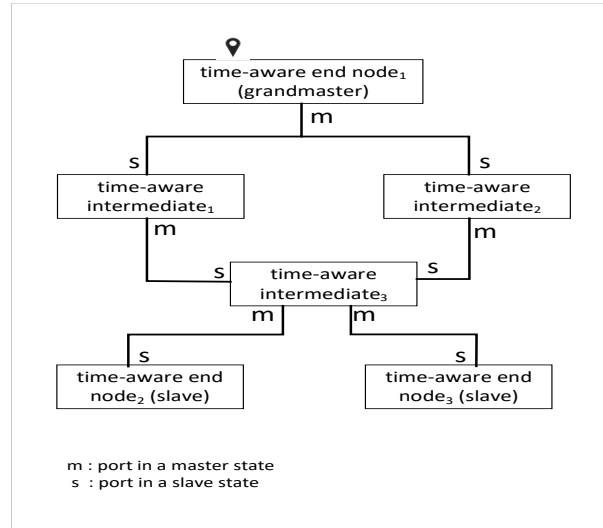 time-aware end node₁
(grandmaster)
m
s
s
time-aware
intermediate₁
time-aware
intermediate₂
m
m
s
s
time-aware
intermediate₃
m
m
s
s
time-aware end
node₂ (slave)
time-aware end
node₃ (slave)
m : port in a master state
s : port in a slave state